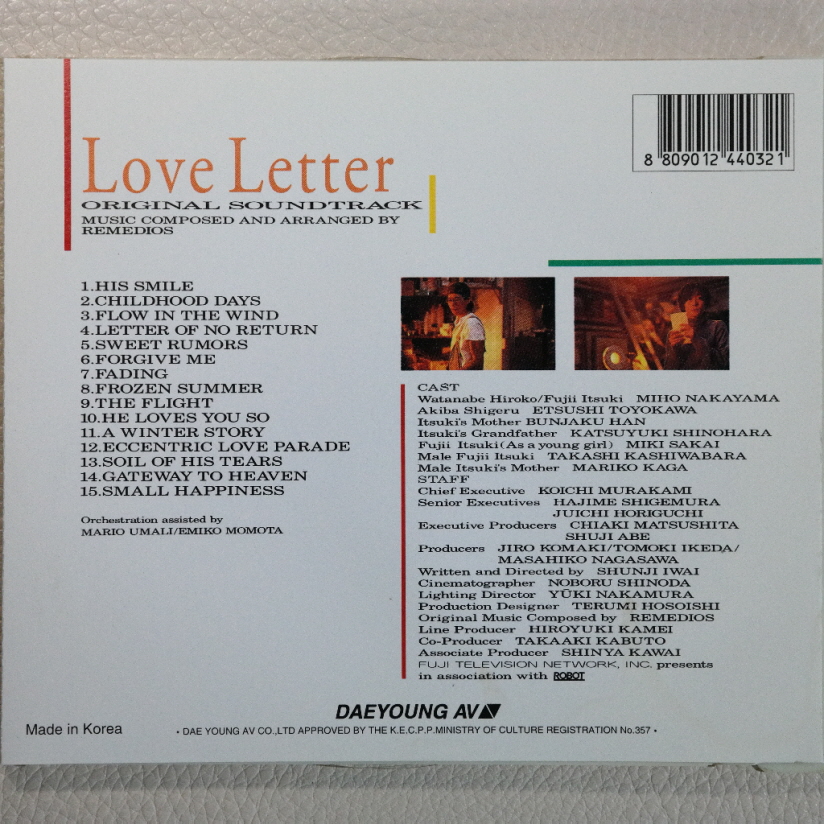 Love Letter
ORIGINAL SOUNDTRACK
MUSIC COMPOSED AND ARRANGED BY
REMEDIOS
8 809012 440321
1.HIS SMILE
2.CHILDHOOD DAYS
3.FLOW IN THE WIND
4.LETTER OF NO RETURN
5.SWEET RUMORS
6.FORGIVE ME
7.FADING
8.FROZEN SUMMER
9.THE FLIGHT
10.HE LOVES YOU SO
11.A WINTER STORY
12.ECCENTRIC LOVE PARADE
13.SOIL OF HIS TEARS
14.GATEWAY TO HEAVEN
15.SMALL HAPPINESS
Orchestration assisted by
MARIO UMALI/EMIKO MOMOTA
CAST
Watanabe Hiroko/Fujii Itsuki MIHO NAKAYAMA
Akiba Shigeru ETSUSHI TOYOKAWA
Itsuki's Mother BUNJAKU HAN
Itsuki's Grandfather KATSUYUKI SHINOHARA
Fujii Itsuki(As a young girl) MIKI SAKAI
Male Fujii Itsuki TAKASHI KASHIWABARA
Male Itsuki's Mother MARIKO KAGA
STAFF
Chief Executive KOICHI MURAKAMI
Senior Executives HAJIME SHIGEMURA
JUICHI HORIGUCHI
Executive Producers CHIAKI MATSUSHITA
SHUJI ABE
Producers JIRO KOMAKI/TOMOKI IKEDA/
MASAHIKO NAGASAWA
Written and Directed by SHUNJI IWAI
Cinematographer NOBORU SHINODA
Lighting Director YŪKI NAKAMURA
Production Designer TERUMI HOSOISHI
Original Music Composed by REMEDIOS
Line Producer HIROYUKI KAMEI
Co-Producer TAKAAKI KABUTO
Associate Producer SHINYA KAWAI
FUJI TELEVISION NETWORK, INC. presents
in association with ROBOT
DAEYOUNG AV
Made in Korea
• DAE YOUNG AV CO.,LTD APPROVED BY THE K.E.C.P.P.MINISTRY OF CULTURE REGISTRATION No.357 •